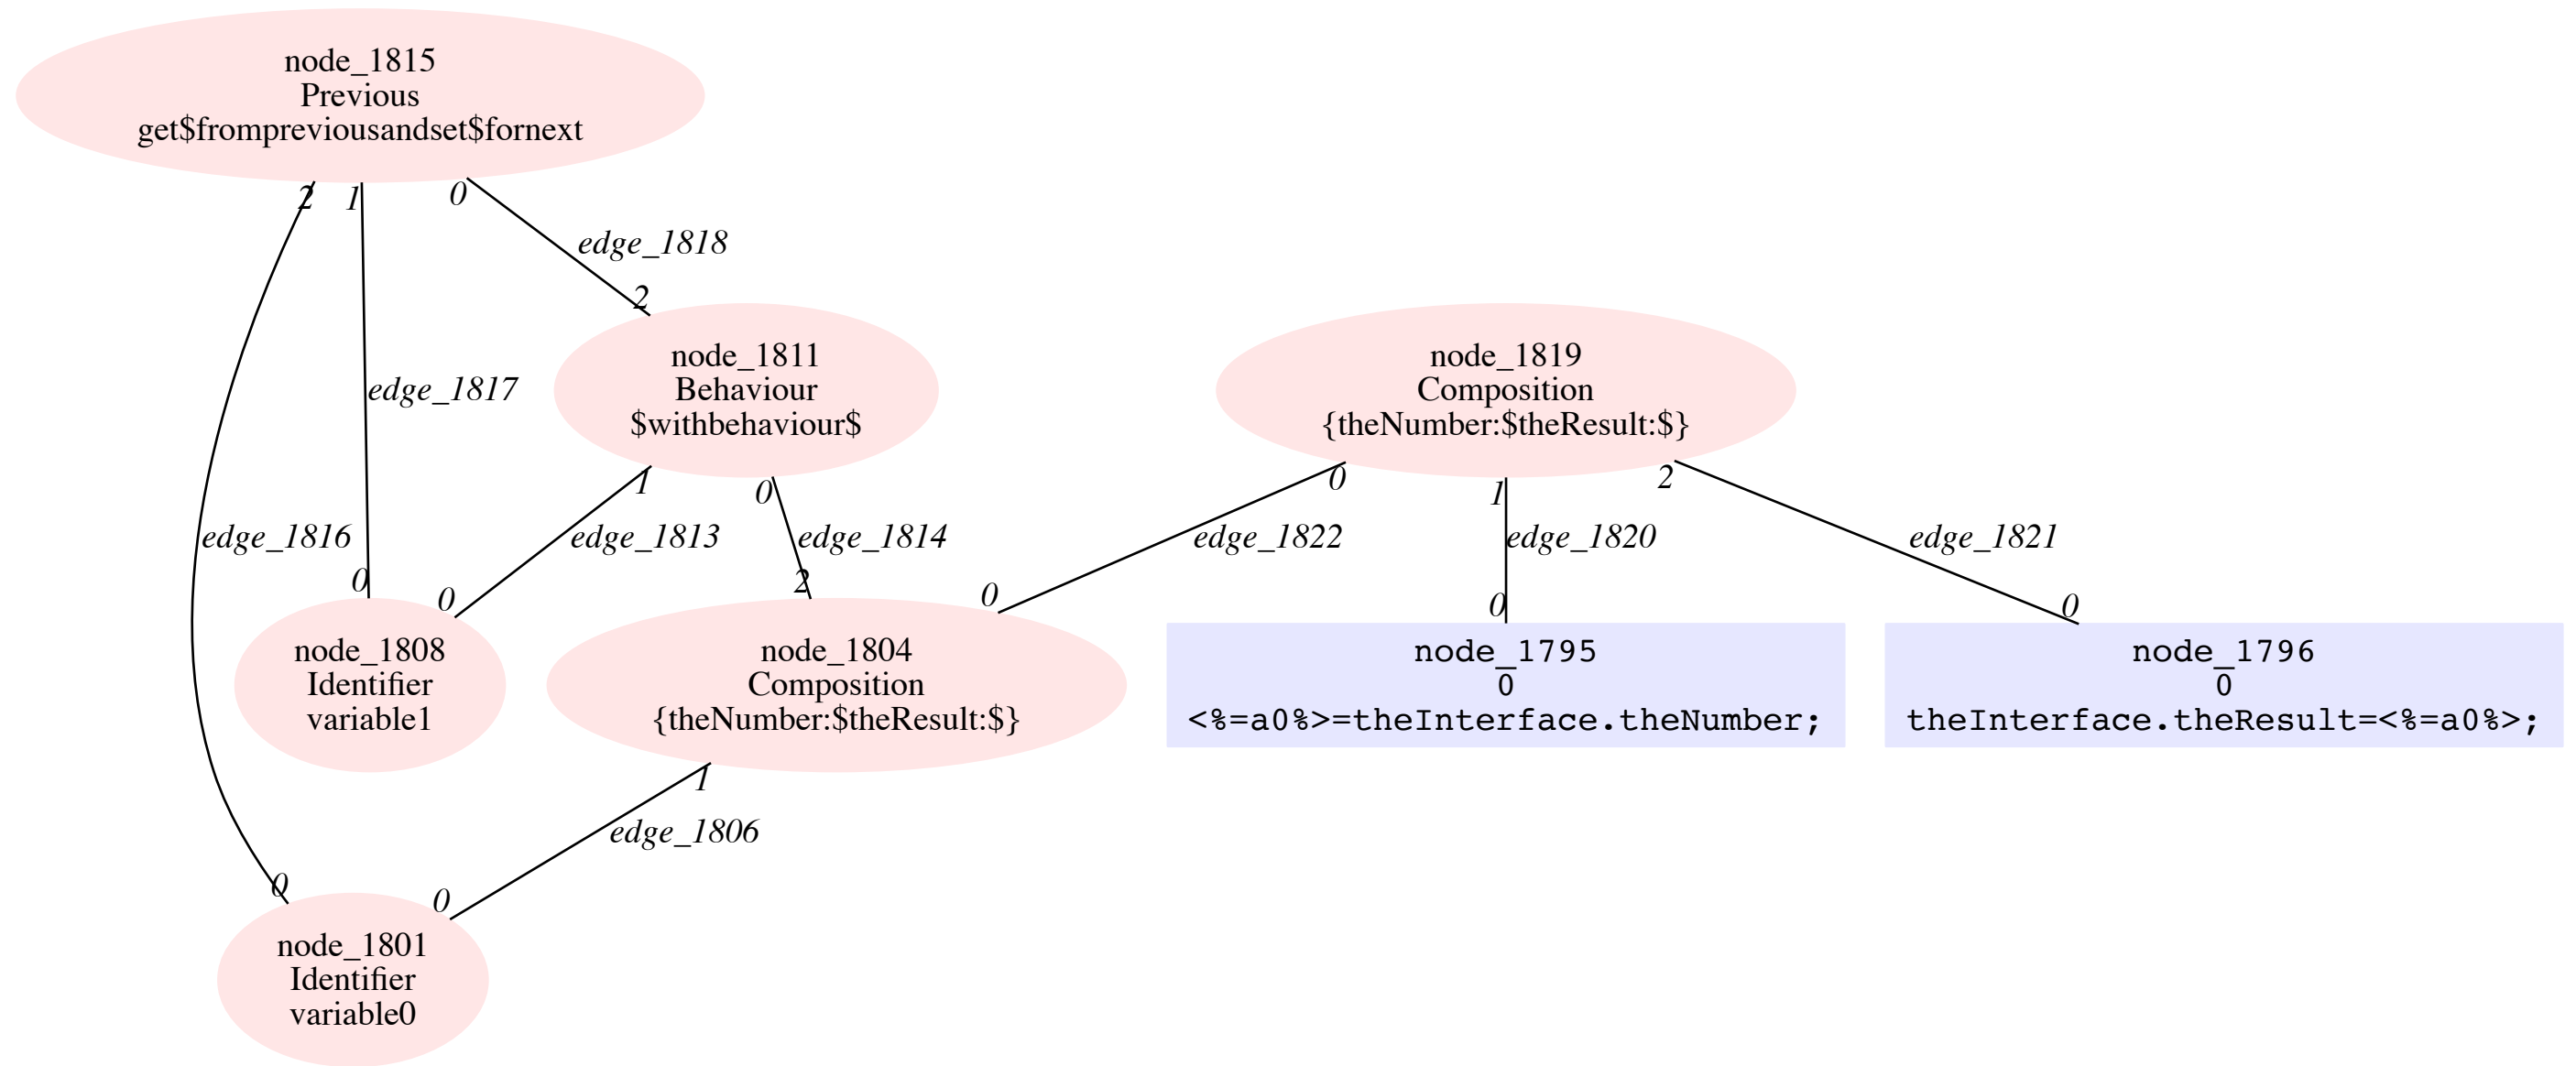 node_1815
Previous
get$frompreviousandset$fornext
2
1
0
edge_1818
2
node_1811
Behaviour
$withbehaviour$
node_1819
Composition
{theNumber:$theResult:$}
edge_1817
1
0
0
1
2
edge_1816
edge_1813
edge_1814
edge_1822
edge_1820
edge_1821
0
0
2
0
0
0
node_1808
Identifier
variable1
node_1804
Composition
{theNumber:$theResult:$}
node_1795
0
<%=a0%>=theInterface.theNumber;
node_1796
0
theInterface.theResult=<%=a0%>;
1
edge_1806
0
0
node_1801
Identifier
variable0